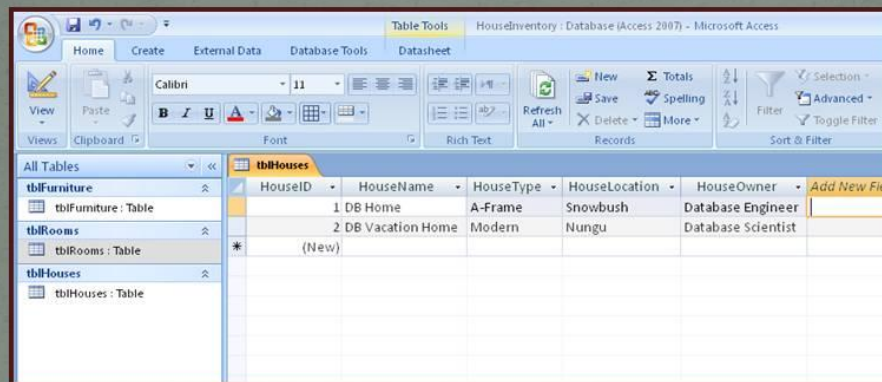 Table Tools HouseInventory : Database (Access 2007) - Microsoft Access
Home Create External Data Database Tools Datasheet
View Paste Calibri 11 Refresh All New Save Delete Totals Spelling More Filter Selection Advanced Toggle Filter
B I U A ab
Views Clipboard Font Rich Text Records Sort & Filter
All Tables tblHouses
tblFurniture HouseID HouseName HouseType HouseLocation HouseOwner Add New Fie
tblFurniture : Table 1 DB Home A-Frame Snowbush Database Engineer
tblRooms 2 DB Vacation Home Modern Nungu Database Scientist
tblRooms : Table * (New)
tblHouses
tblHouses : Table